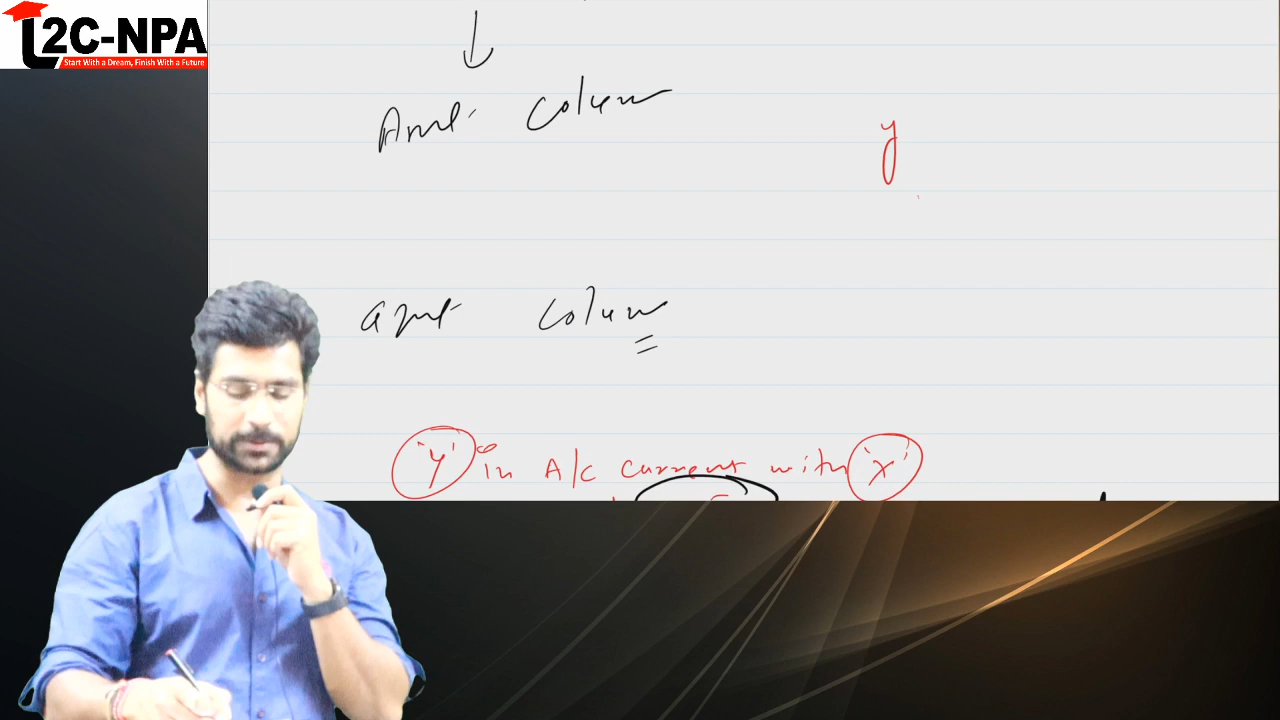 L2C-NPA
Start With a Dream, Finish With a Future
Amt. Column
y
amt Column
'Y' in A/c current with 'X'